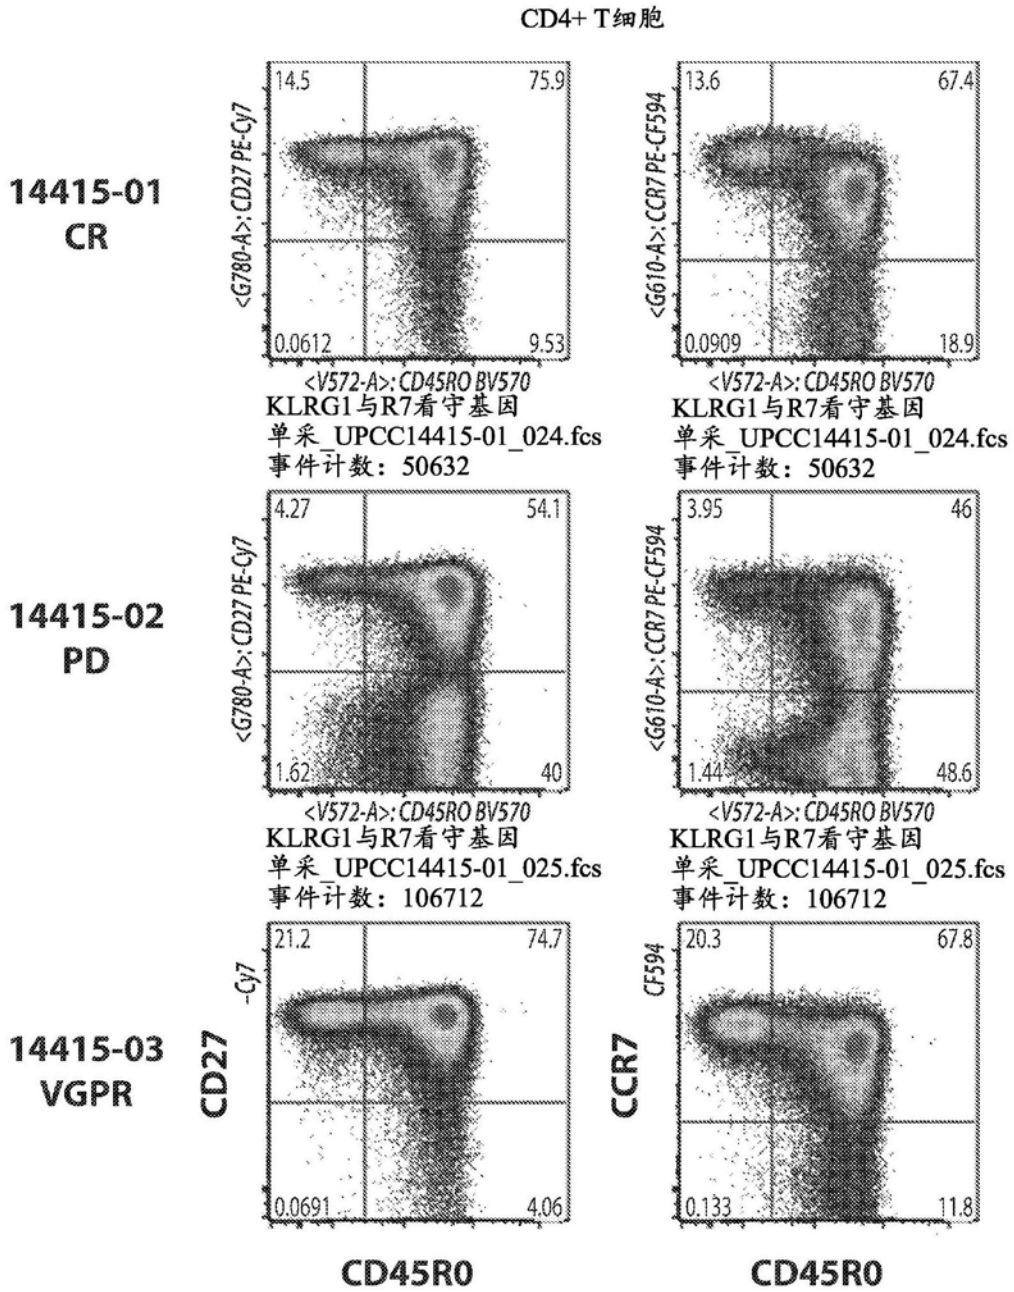 CD4+ T细胞
14415-01
CR
<G780-A>: CD27 PE-Cy7
14.5 75.9
0.0612 9.53
<V572-A>: CD45RO BV570
KLRG1与R7看守基因
单采_UPCC14415-01_024.fcs
事件计数：50632
<G610-A>: CCR7 PE-CF594
13.6 67.4
0.0909 18.9
<V572-A>: CD45RO BV570
KLRG1与R7看守基因
单采_UPCC14415-01_024.fcs
事件计数：50632
14415-02
PD
<G780-A>: CD27 PE-Cy7
4.27 54.1
1.62 40
<V572-A>: CD45RO BV570
KLRG1与R7看守基因
单采_UPCC14415-01_025.fcs
事件计数：106712
<G610-A>: CCR7 PE-CF594
3.95 46
1.44 48.6
<V572-A>: CD45RO BV570
KLRG1与R7看守基因
单采_UPCC14415-01_025.fcs
事件计数：106712
14415-03
VGPR
CD27
-Cy7
21.2 74.7
0.0691 4.06
CD45R0
CCR7
CF594
20.3 67.8
0.133 11.8
CD45R0